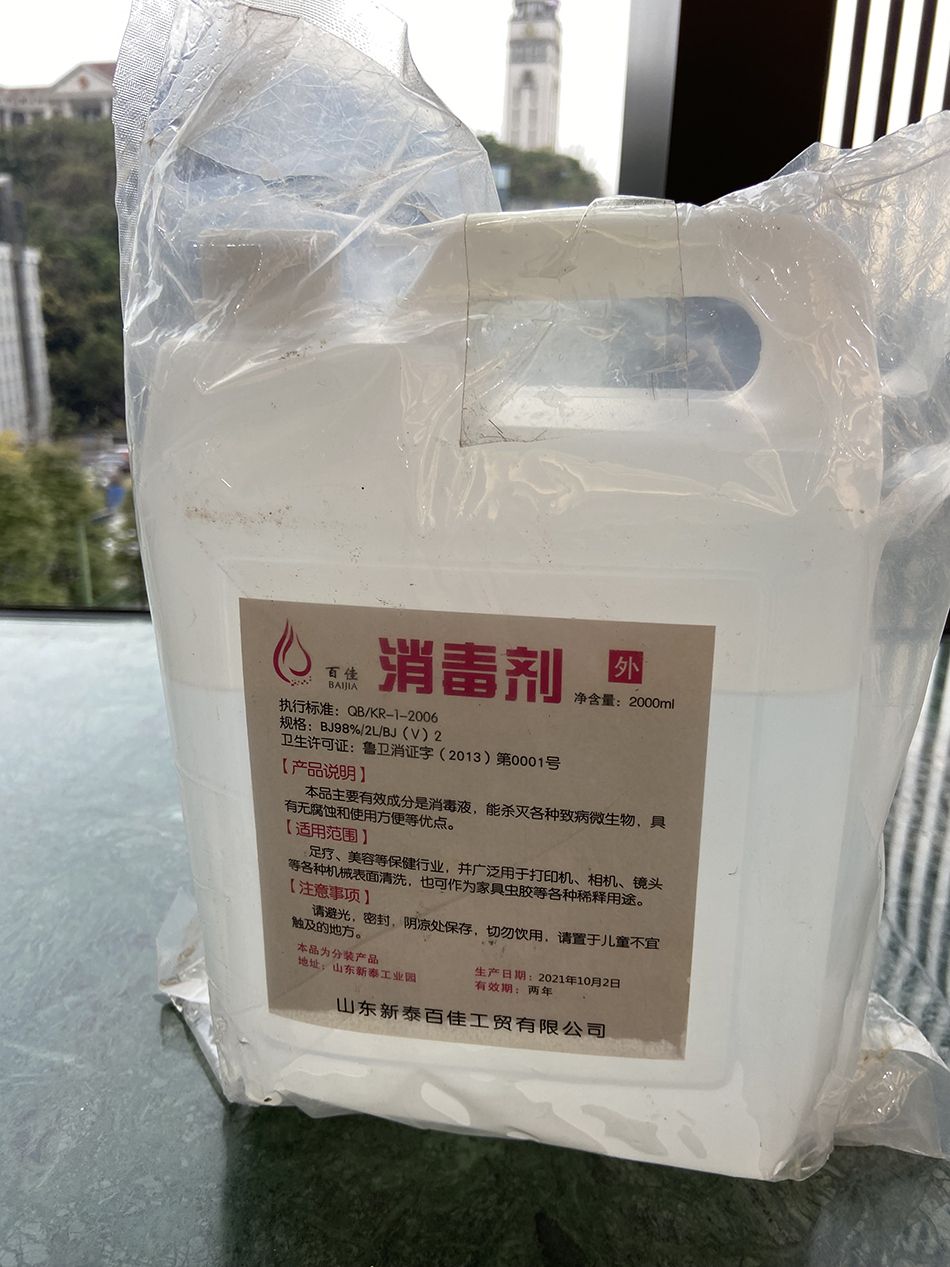 百佳
BAIJIA
消毒剂
外
净含量：2000ml
执行标准：QB/KR-1-2006
规格：BJ98%/2L/BJ（V）2
卫生许可证：鲁卫消证字（2013）第0001号
【产品说明】
本品主要有效成分是消毒液，能杀灭各种致病微生物，具
有无腐蚀和使用方便等优点。
【适用范围】
足疗、美容等保健行业，并广泛用于打印机、相机、镜头
等各种机械表面清洗，也可作为家具虫胶等各种稀释用途。
【注意事项】
请避光，密封，阴凉处保存，切勿饮用，请置于儿童不宜
触及的地方。
本品为分装产品
地址：山东新泰工业园
生产日期：2021年10月2日
有效期：两年
山东新泰百佳工贸有限公司